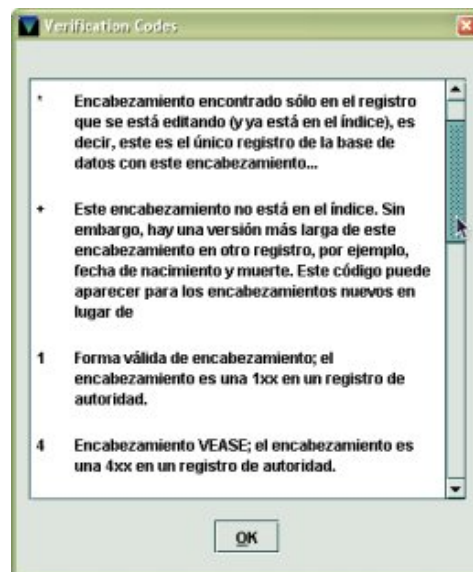 Verification Codes
* Encabezamiento encontrado sólo en el registro
que se está editando (y ya está en el índice), es
decir, este es el único registro de la base de
datos con este encabezamiento...
+ Este encabezamiento no está en el índice. Sin
embargo, hay una versión más larga de este
encabezamiento en otro registro, por ejemplo,
fecha de nacimiento y muerte. Este código puede
aparecer para los encabezamientos nuevos en
lugar de
1 Forma válida de encabezamiento; el
encabezamiento es una 1xx en un registro de
autoridad.
4 Encabezamiento VEASE; el encabezamiento es
una 4xx en un registro de autoridad.
OK